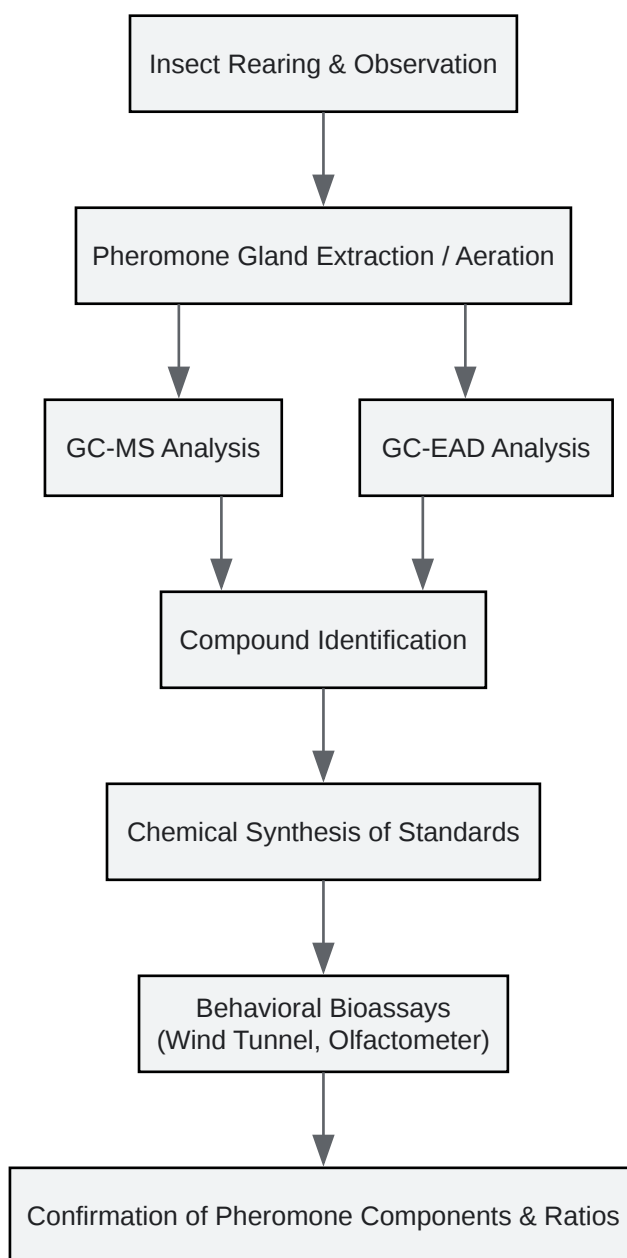 Insect Rearing & Observation
Pheromone Gland Extraction / Aeration
GC-MS Analysis
GC-EAD Analysis
Compound Identification
Chemical Synthesis of Standards
Behavioral Bioassays
(Wind Tunnel, Olfactometer)
Confirmation of Pheromone Components & Ratios